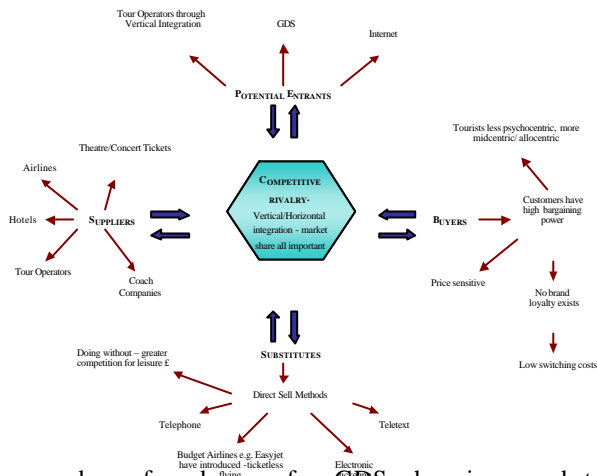 Tour Operators through
Vertical Integration
GDS
Internet
POTENTIAL ENTRANTS
Tourists less psychocentric, more
midcentric/ allocentric
Theatre/Concert Tickets
Airlines
Hotels
SUPPLIERS
Tour Operators
Coach
Companies
COMPETITIVE
RIVALRY-
Vertical/Horizontal
integration - market
share all important
BUYERS
Customers have
high bargaining
power
Price sensitive
No brand
loyalty exists
Low switching costs
SUBSTITUTES
Doing without – greater
competition for leisure £
Direct Sell Methods
Telephone
Teletext
Budget Airlines e.g. Easyjet
have introduced -ticketless
Electronic